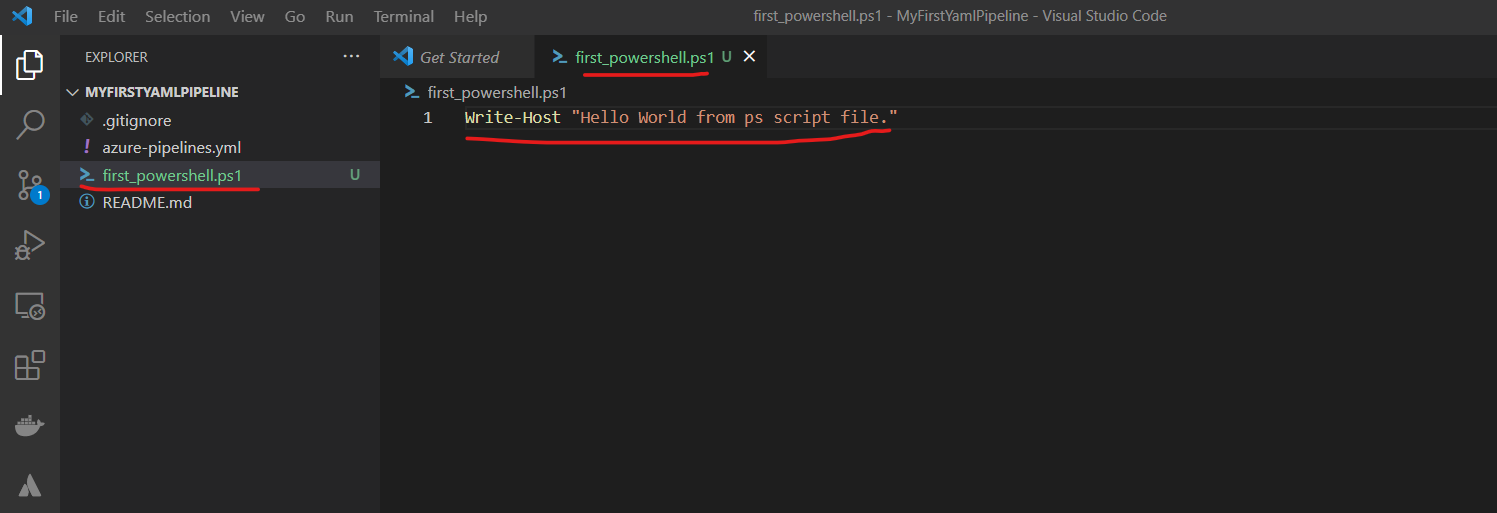 File Edit Selection View Go Run Terminal Help first_powershell.ps1 - MyFirstYamlPipeline - Visual Studio Code
EXPLORER ···
Get Started first_powershell.ps1 U
MYFIRSTYAMLPIPELINE
first_powershell.ps1
.gitignore
1 Write-Host "Hello World from ps script file."
! azure-pipelines.yml
first_powershell.ps1 U
1
README.md